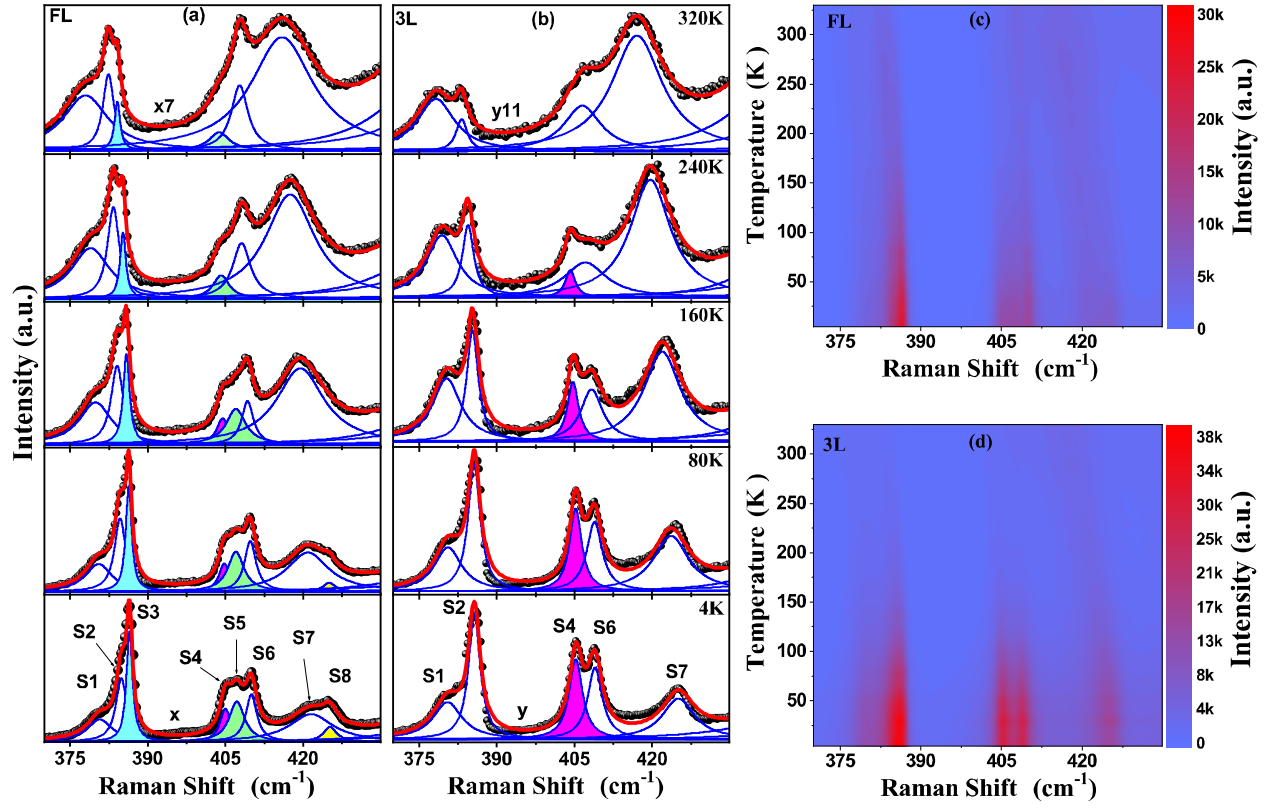 FL (a)
x7
3L (b) 320K
y11
240K
160K
80K
S1 S2 S3 S4 S5 S6 S7 S8
x
4K
S1 S2 S4 S6 S7
y
375 390 405 420
375 390 405 420
Raman Shift (cm-1)
Raman Shift (cm-1)
Intensity (a.u.)
FL (c)
300
250
200
150
100
50
Temperature (K )
375 390 405 420
Raman Shift (cm-1)
30k
25k
20k
15k
10k
5k
0
Intensity (a.u.)
3L (d)
300
250
200
150
100
50
Temperature (K )
375 390 405 420
Raman Shift (cm-1)
38k
34k
30k
26k
21k
17k
13k
8k
4k
0
Intensity (a.u.)